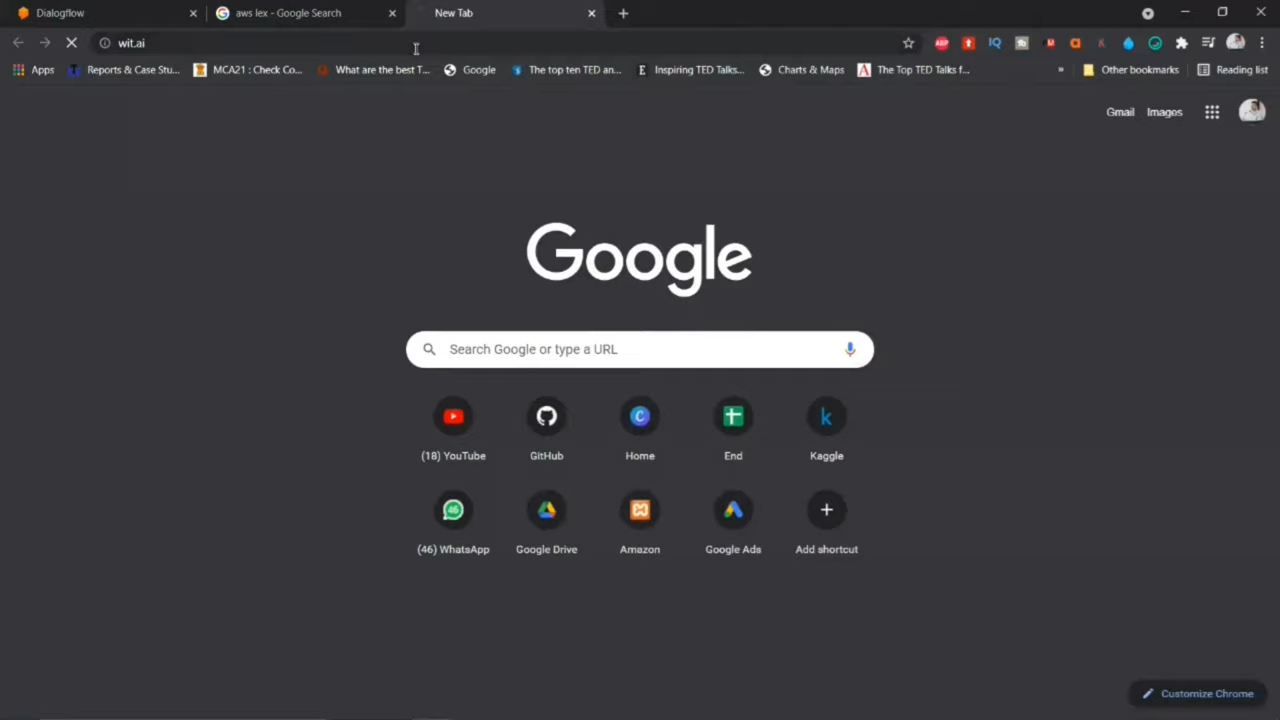 Dialogflow
aws lex - Google Search
New Tab
wit.ai
ABP
IQ
M
Apps
Reports & Case Stu...
MCA21 : Check Co...
What are the best T...
Google
The top ten TED an...
E
Inspiring TED Talks...
Charts & Maps
A
The Top TED Talks f...
»
Other bookmarks
Reading list
Gmail
Images
Google
Search Google or type a URL
C
k
(18) YouTube
GitHub
Home
End
Kaggle
46
(46) WhatsApp
Google Drive
Amazon
Google Ads
Add shortcut
Customize Chrome